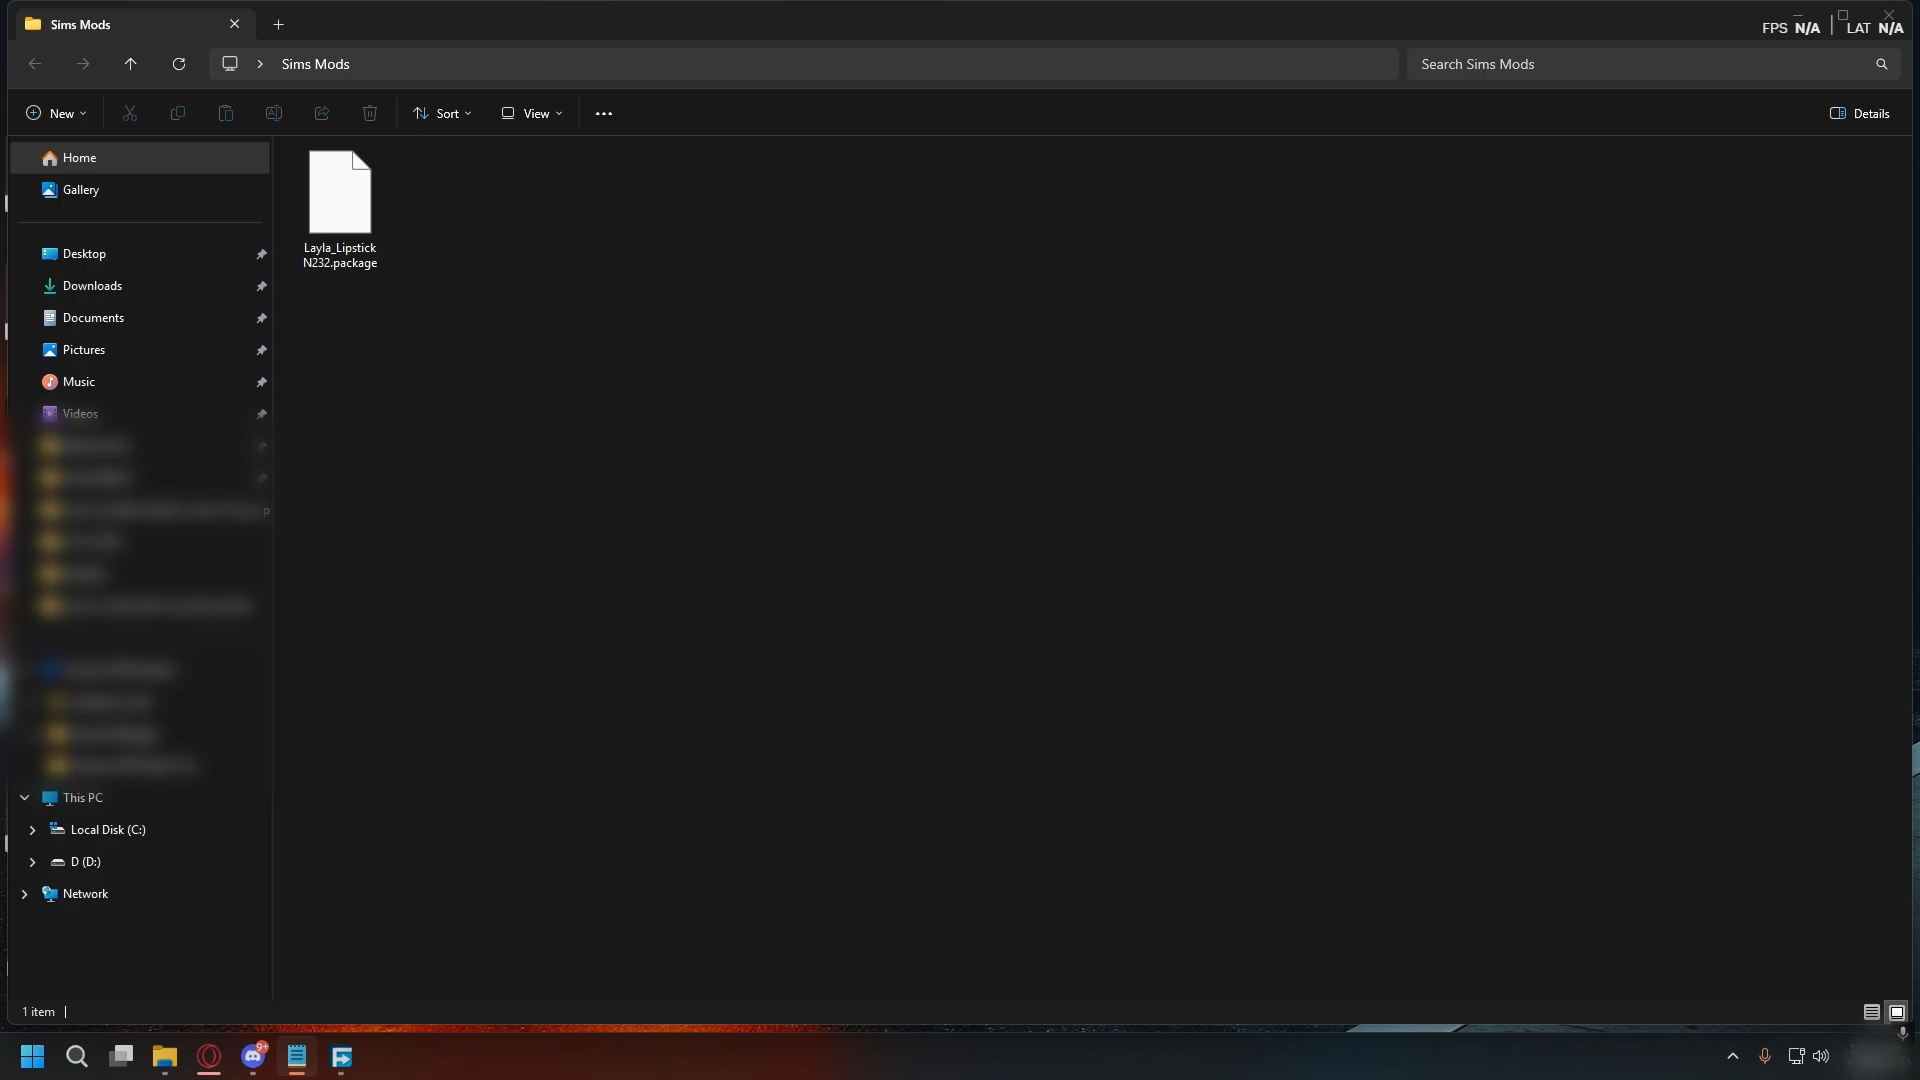 Sims Mods
FPS N/A | LAT N/A
Sims Mods
Search Sims Mods
New
Sort
View
Details
Home
Gallery
Desktop
Downloads
Documents
Pictures
Music
Videos
This PC
Local Disk (C:)
D (D:)
Network
Layla_Lipstick
N232.package
1 item
9+